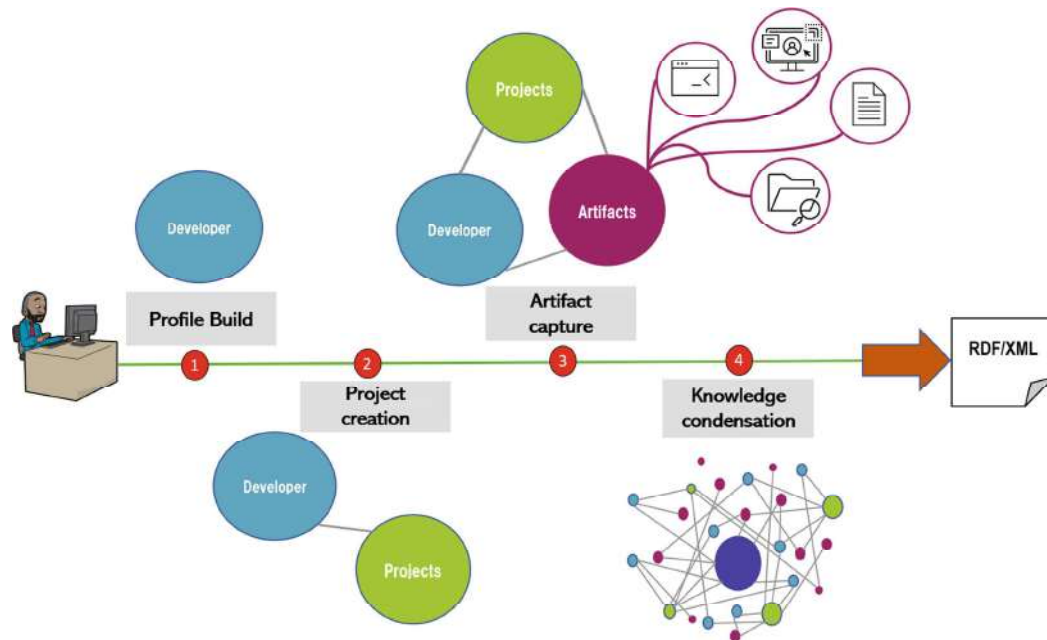 Projects
Developer
Artifacts
Developer
Profile Build
Artifact
capture
1
2
3
4
RDF/XML
Project
creation
Knowledge
condensation
Developer
Projects